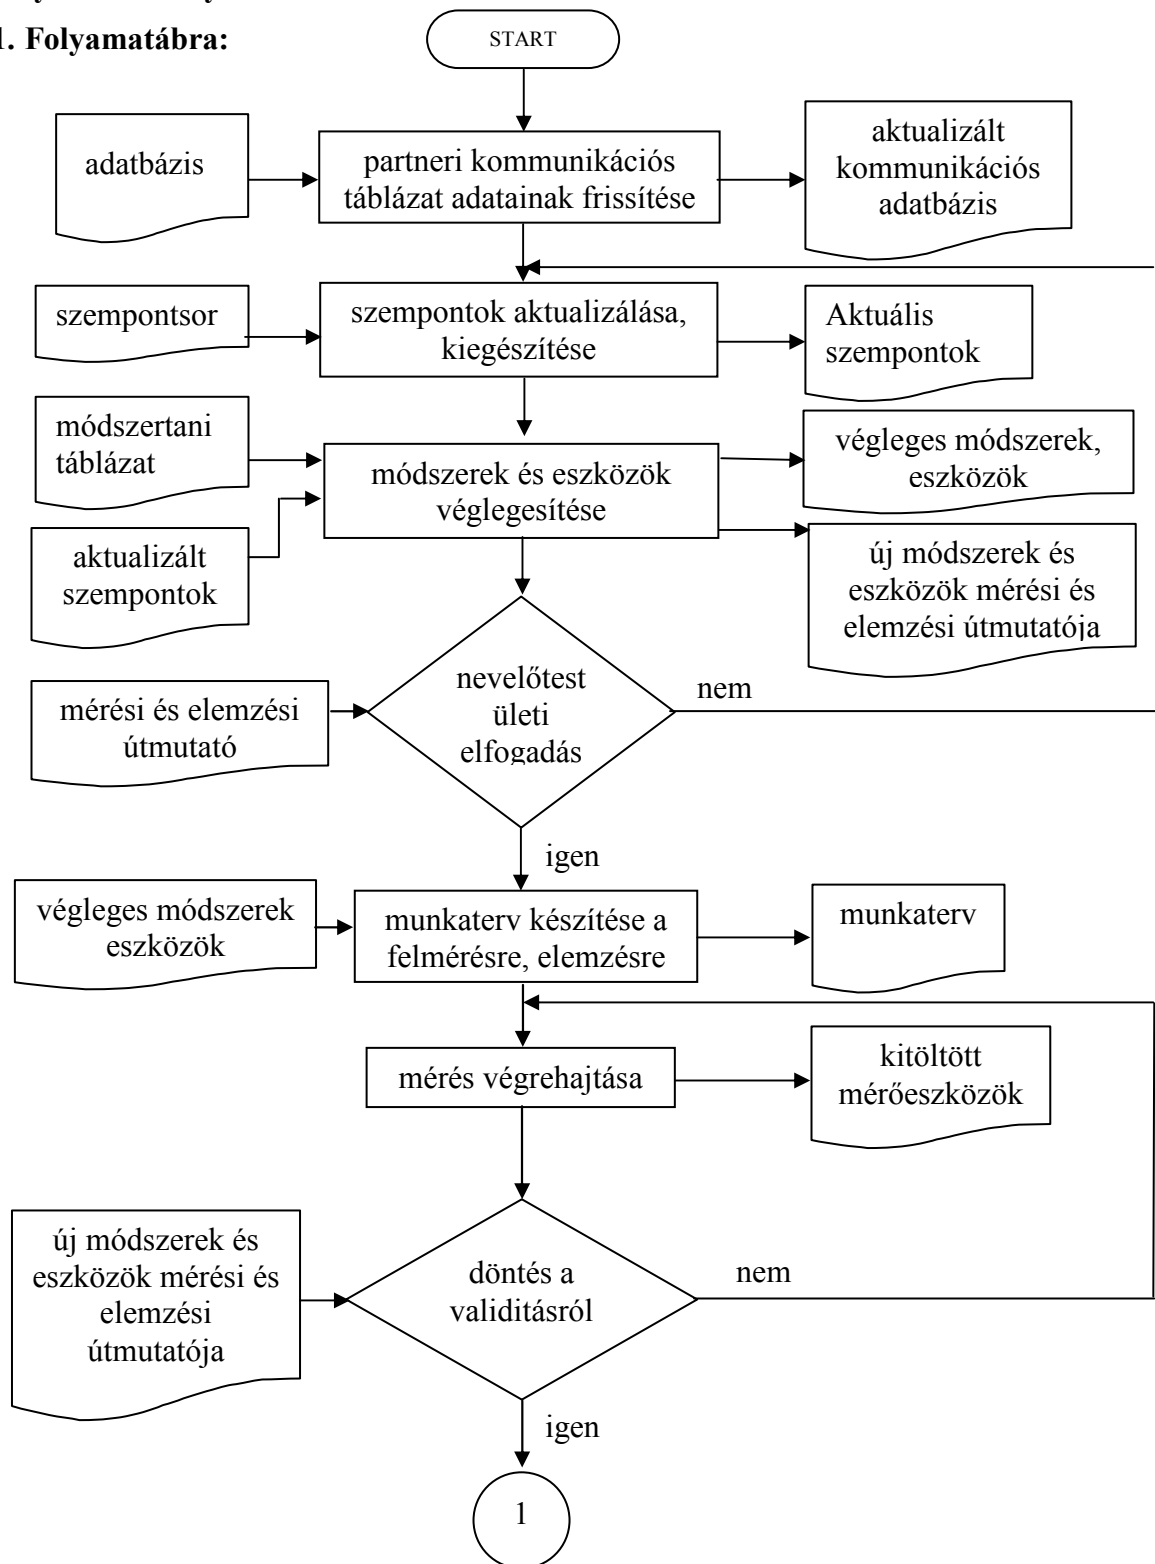 1. Folyamatábra:
START
adatbázis
partneri kommunikációs
táblázat adatainak frissítése
aktualizált
kommunikációs
adatbázis
szempontsor
szempontok aktualizálása,
kiegészítése
Aktuális
szempontok
módszertani
táblázat
módszerek és eszközök
véglegesítése
végleges módszerek,
eszközök
aktualizált
szempontok
új módszerek és
eszközök mérési és
elemzési útmutatója
nevelőtest
ületi
elfogadás
nem
mérési és elemzési
útmutató
igen
végleges módszerek
eszközök
munkaterv készítése a
felmérésre, elemzésre
munkaterv
mérés végrehajtása
kitöltött
mérőeszközök
új módszerek és
eszközök mérési és
elemzési
útmutatója
döntés a
validitásról
nem
igen
1